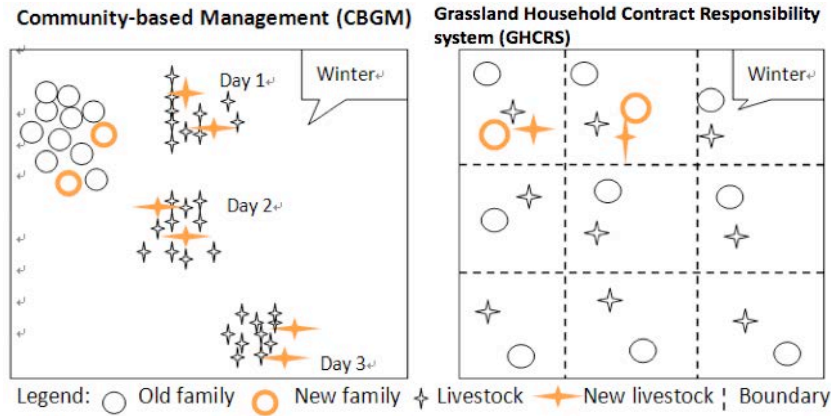 Community-based Management (CBGM)
Grassland Household Contract Responsibility
system (GHCRS)
Day 1
Winter
Winter
Day 2
Day 3
Legend: Old family New family Livestock New livestock Boundary